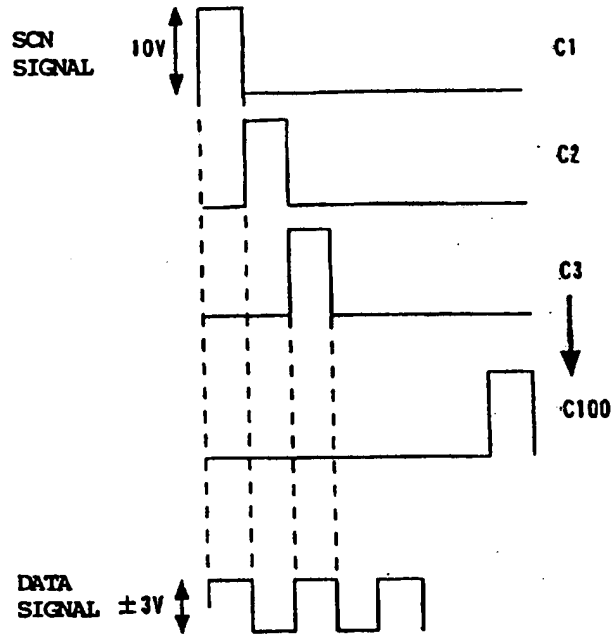 SCN
SIGNAL
10V
C1
C2
C3
C100
DATA
SIGNAL
±3V